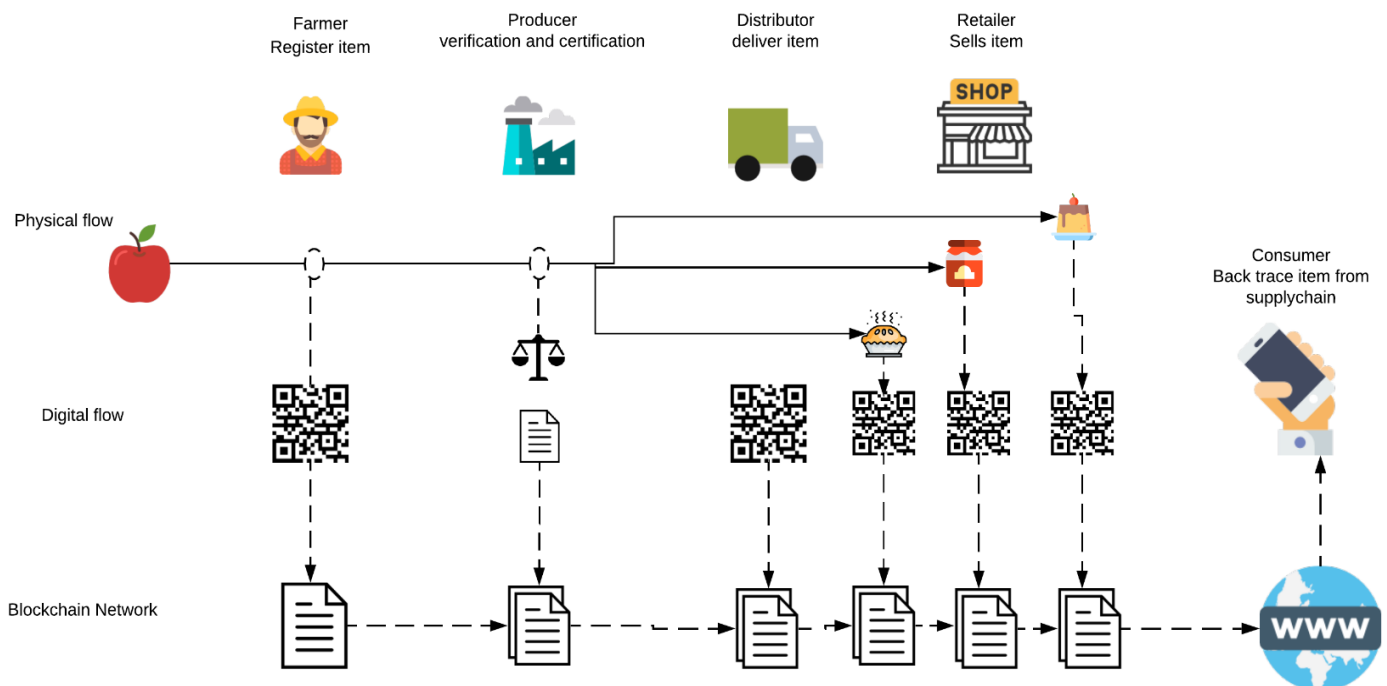 Farmer
Register item
Producer
verification and certification
Distributor
deliver item
Retailer
Sells item
SHOP
Physical flow
Consumer
Back trace item from
supplychain
Digital flow
Blockchain Network
WWW